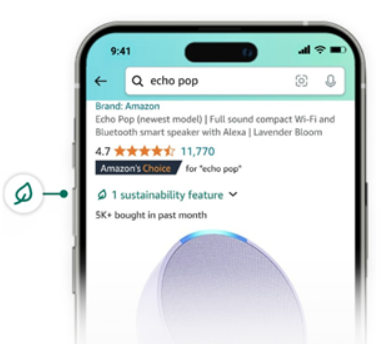 9:41
echo pop
Brand: Amazon
Echo Pop (newest model) | Full sound compact Wi-Fi and
Bluetooth smart speaker with Alexa | Lavender Bloom
4.7 11,770
Amazon's Choice for "echo pop"
1 sustainability feature
5K+ bought in past month